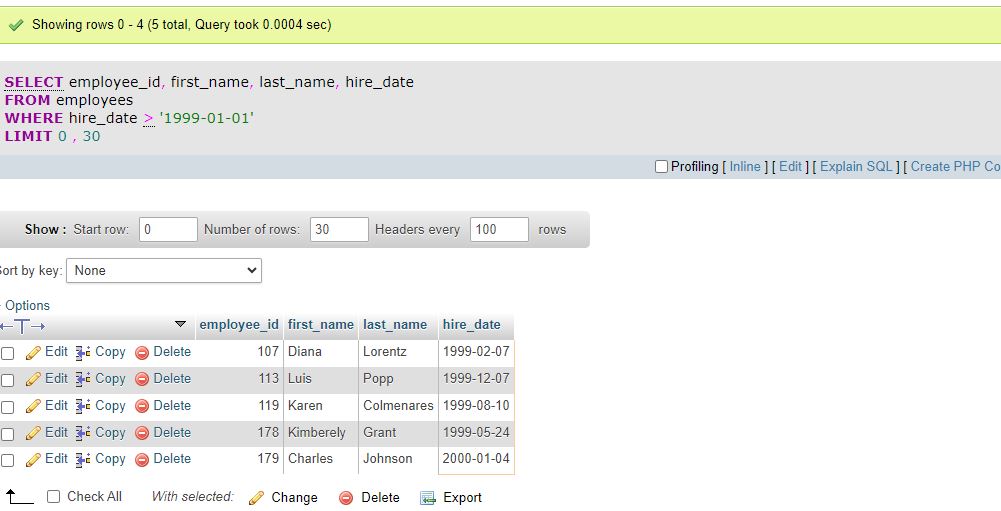 Showing rows 0 - 4 (5 total, Query took 0.0004 sec)
SELECT employee_id, first_name, last_name, hire_date
FROM employees
WHERE hire_date > '1999-01-01'
LIMIT 0 , 30
Profiling [ Inline ] [ Edit ] [ Explain SQL ] [ Create PHP Co
Show : Start row: 0 Number of rows: 30 Headers every 100 rows
Sort by key: None
Options
employee_id first_name last_name hire_date
Edit Copy Delete 107 Diana Lorentz 1999-02-07
Edit Copy Delete 113 Luis Popp 1999-12-07
Edit Copy Delete 119 Karen Colmenares 1999-08-10
Edit Copy Delete 178 Kimberely Grant 1999-05-24
Edit Copy Delete 179 Charles Johnson 2000-01-04
Check All With selected: Change Delete Export